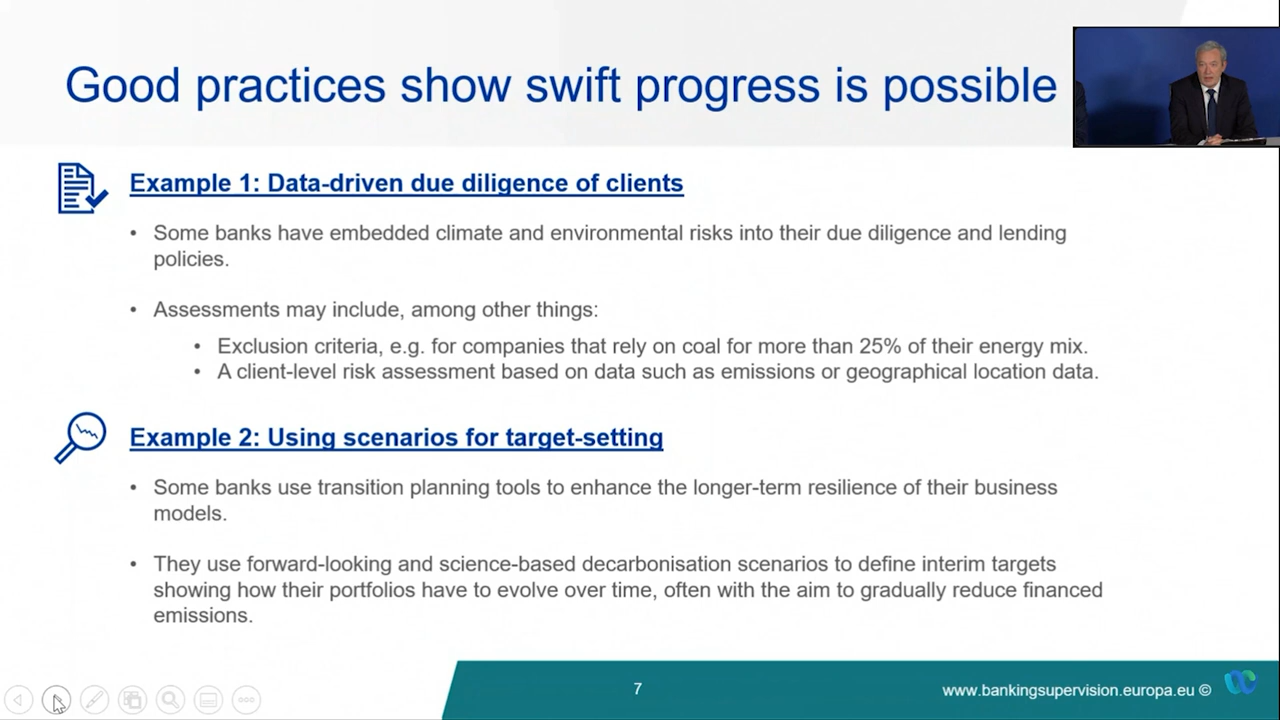 Good practices show swift progress is possible
Example 1: Data-driven due diligence of clients
• Some banks have embedded climate and environmental risks into their due diligence and lending
policies.
• Assessments may include, among other things:
• Exclusion criteria, e.g. for companies that rely on coal for more than 25% of their energy mix.
• A client-level risk assessment based on data such as emissions or geographical location data.
Example 2: Using scenarios for target-setting
• Some banks use transition planning tools to enhance the longer-term resilience of their business
models.
• They use forward-looking and science-based decarbonisation scenarios to define interim targets
showing how their portfolios have to evolve over time, often with the aim to gradually reduce financed
emissions.
7
www.bankingsupervision.europa.eu ©